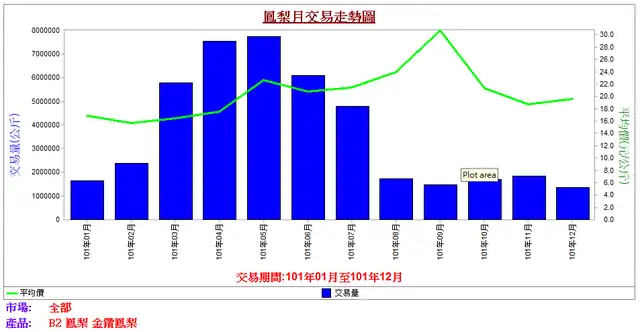 鳳梨月交易走勢圖
8000000
7000000
6000000
5000000
4000000
3000000
2000000
1000000
0
交易量(公斤)
30.0
28.0
26.0
24.0
22.0
20.0
18.0
16.0
14.0
12.0
10.0
8.0
6.0
4.0
2.0
0.0
平均價(元/公斤)
Plot area
101年01月
101年02月
101年03月
101年04月
101年05月
101年06月
101年07月
101年08月
101年09月
101年10月
101年11月
101年12月
交易期間:101年01月至101年12月
平均價 交易量
市場: 全部
產品: B2 鳳梨 金鑽鳳梨